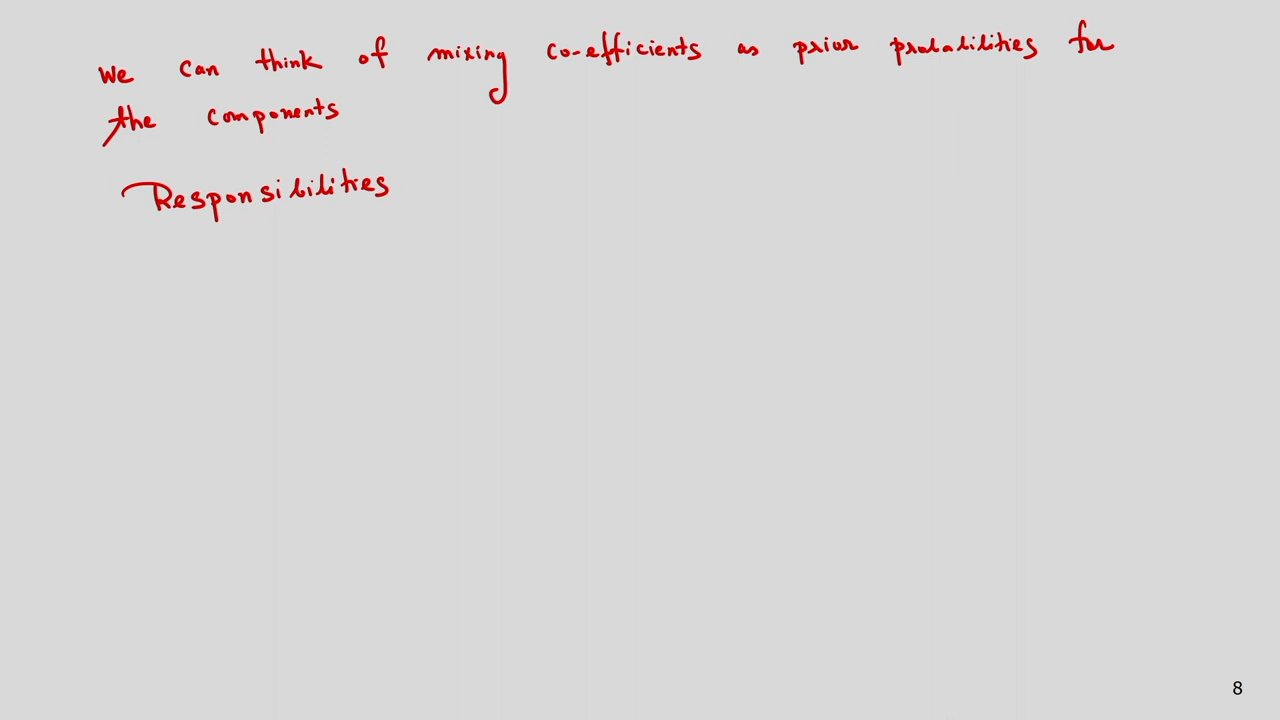 We can think of mixing co-efficients as prior probabilities for
the components
Responsibilities
8